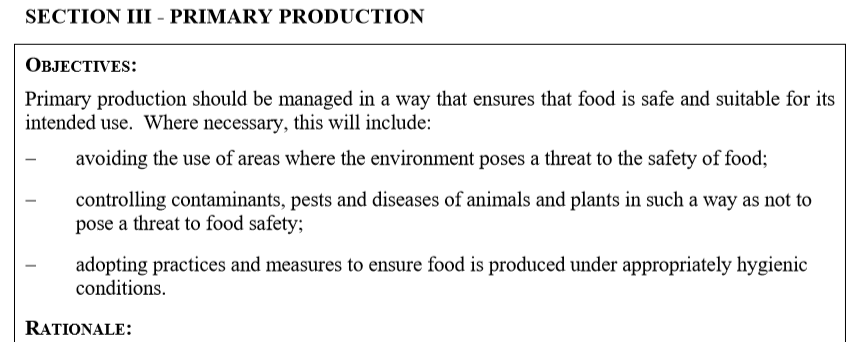 SECTION III - PRIMARY PRODUCTION
OBJECTIVES:
Primary production should be managed in a way that ensures that food is safe and suitable for its
intended use.  Where necessary, this will include:
– avoiding the use of areas where the environment poses a threat to the safety of food;
– controlling contaminants, pests and diseases of animals and plants in such a way as not to
pose a threat to food safety;
– adopting practices and measures to ensure food is produced under appropriately hygienic
conditions.
RATIONALE: